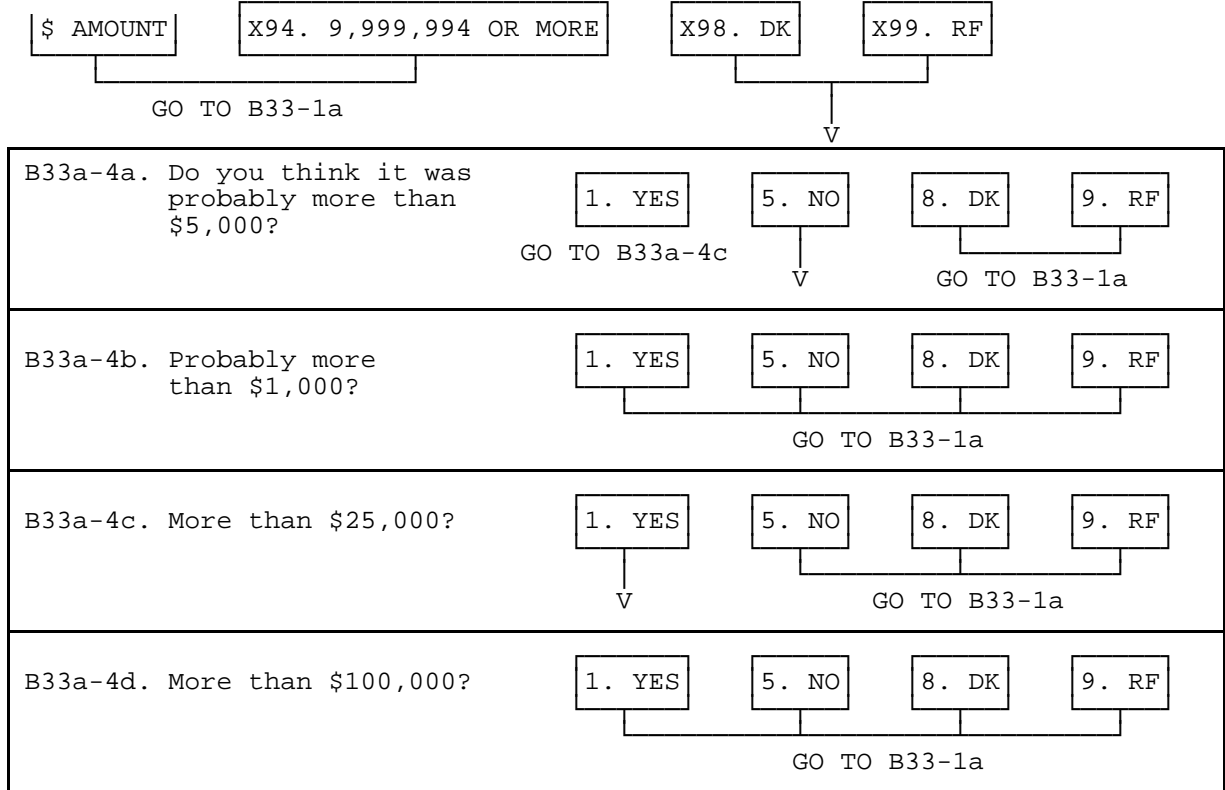 $ AMOUNT X94. 9,999,994 OR MORE X98. DK X99. RF
GO TO B33-1a
V
B33a-4a. Do you think it was
probably more than
$5,000?
1. YES 5. NO 8. DK 9. RF
GO TO B33a-4c
V
GO TO B33-1a
B33a-4b. Probably more
than $1,000?
1. YES 5. NO 8. DK 9. RF
GO TO B33-1a
B33a-4c. More than $25,000? 1. YES 5. NO 8. DK 9. RF
V
GO TO B33-1a
B33a-4d. More than $100,000? 1. YES 5. NO 8. DK 9. RF
GO TO B33-1a